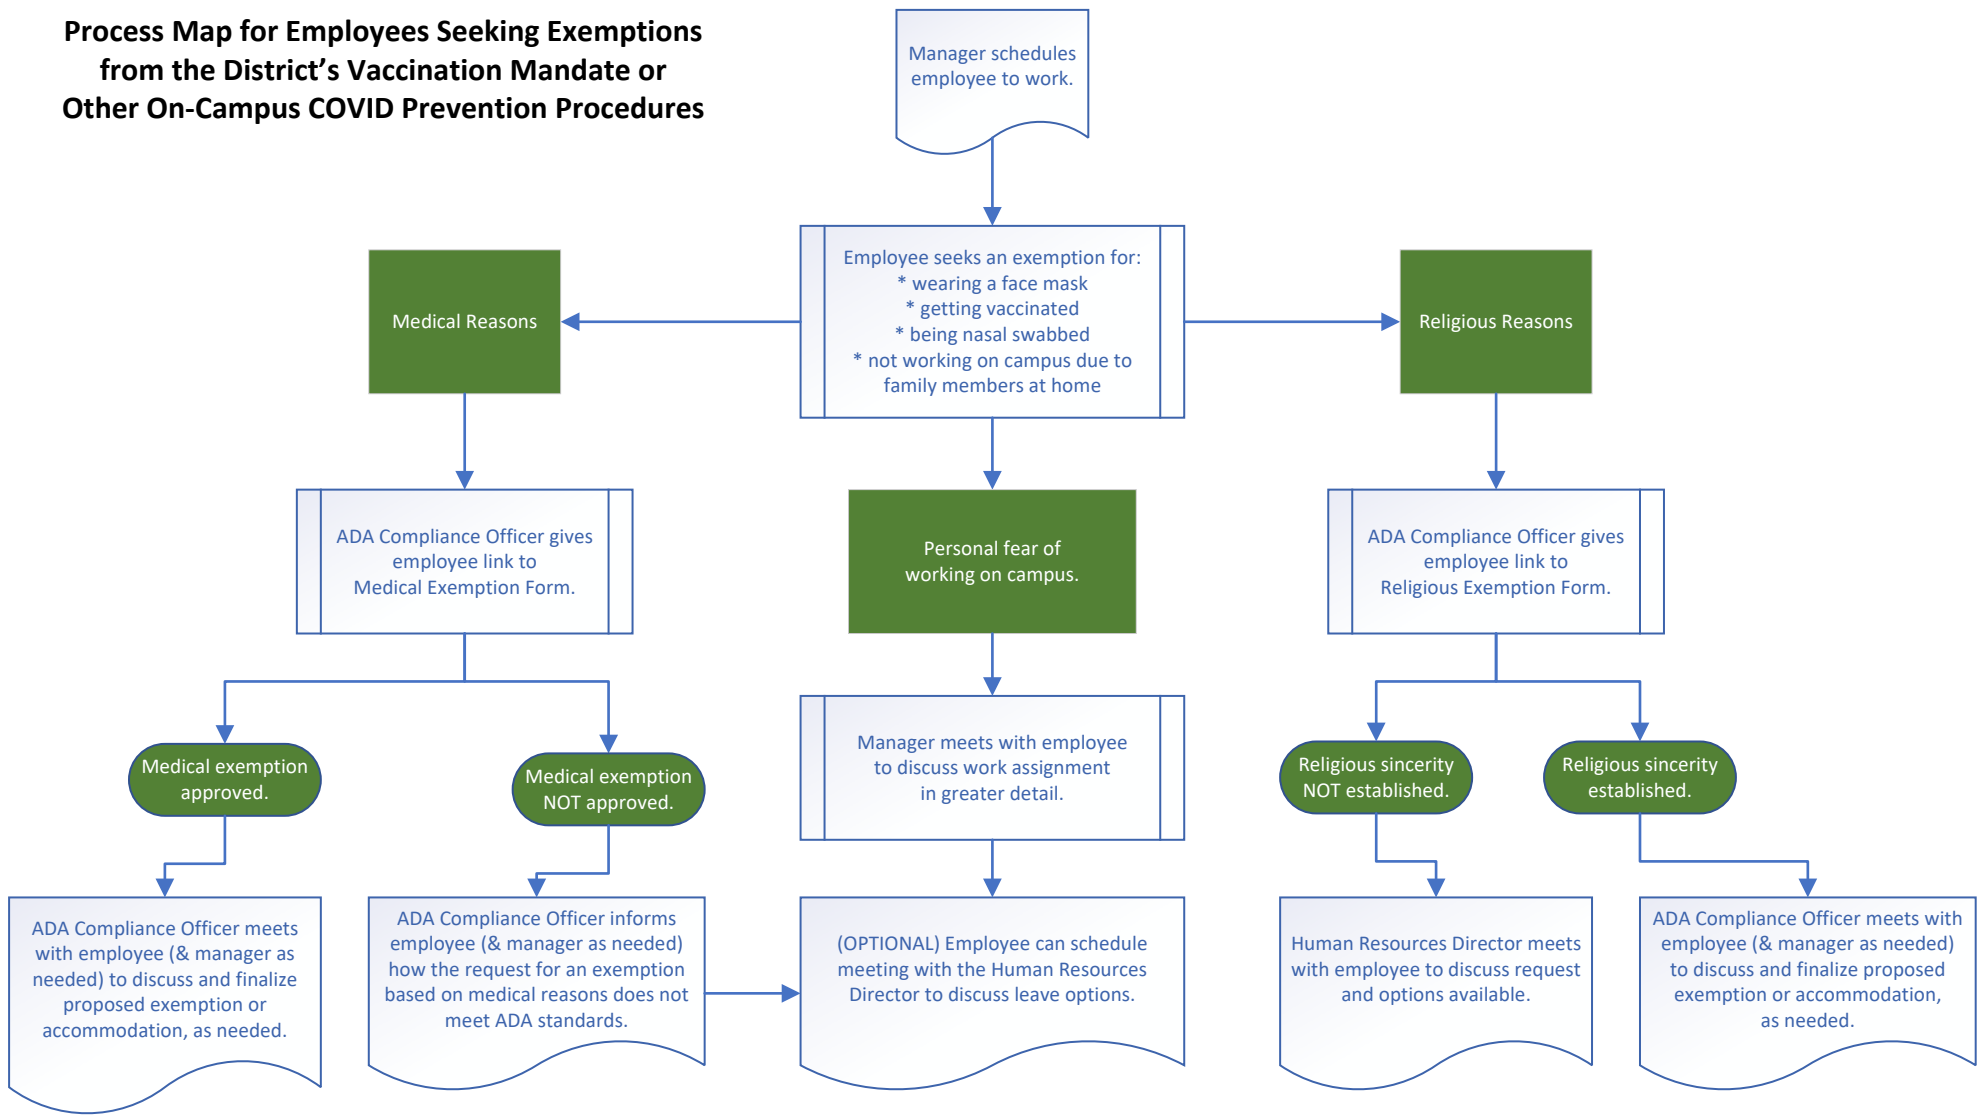 Process Map for Employees Seeking Exemptions
from the District's Vaccination Mandate or
Other On-Campus COVID Prevention Procedures
Manager schedules
employee to work.
Employee seeks an exemption for:
* wearing a face mask
* getting vaccinated
* being nasal swabbed
* not working on campus due to
family members at home
Medical Reasons
Religious Reasons
ADA Compliance Officer gives
employee link to
Medical Exemption Form.
Personal fear of
working on campus.
ADA Compliance Officer gives
employee link to
Religious Exemption Form.
Medical exemption
approved.
Medical exemption
NOT approved.
Manager meets with employee
to discuss work assignment
in greater detail.
Religious sincerity
NOT established.
Religious sincerity
established.
ADA Compliance Officer meets
with employee (& manager as
needed) to discuss and finalize
proposed exemption or
accommodation, as needed.
ADA Compliance Officer informs
employee (& manager as needed)
how the request for an exemption
based on medical reasons does not
meet ADA standards.
(OPTIONAL) Employee can schedule
meeting with the Human Resources
Director to discuss leave options.
Human Resources Director meets
with employee to discuss request
and options available.
ADA Compliance Officer meets with
employee (& manager as needed)
to discuss and finalize proposed
exemption or accommodation,
as needed.